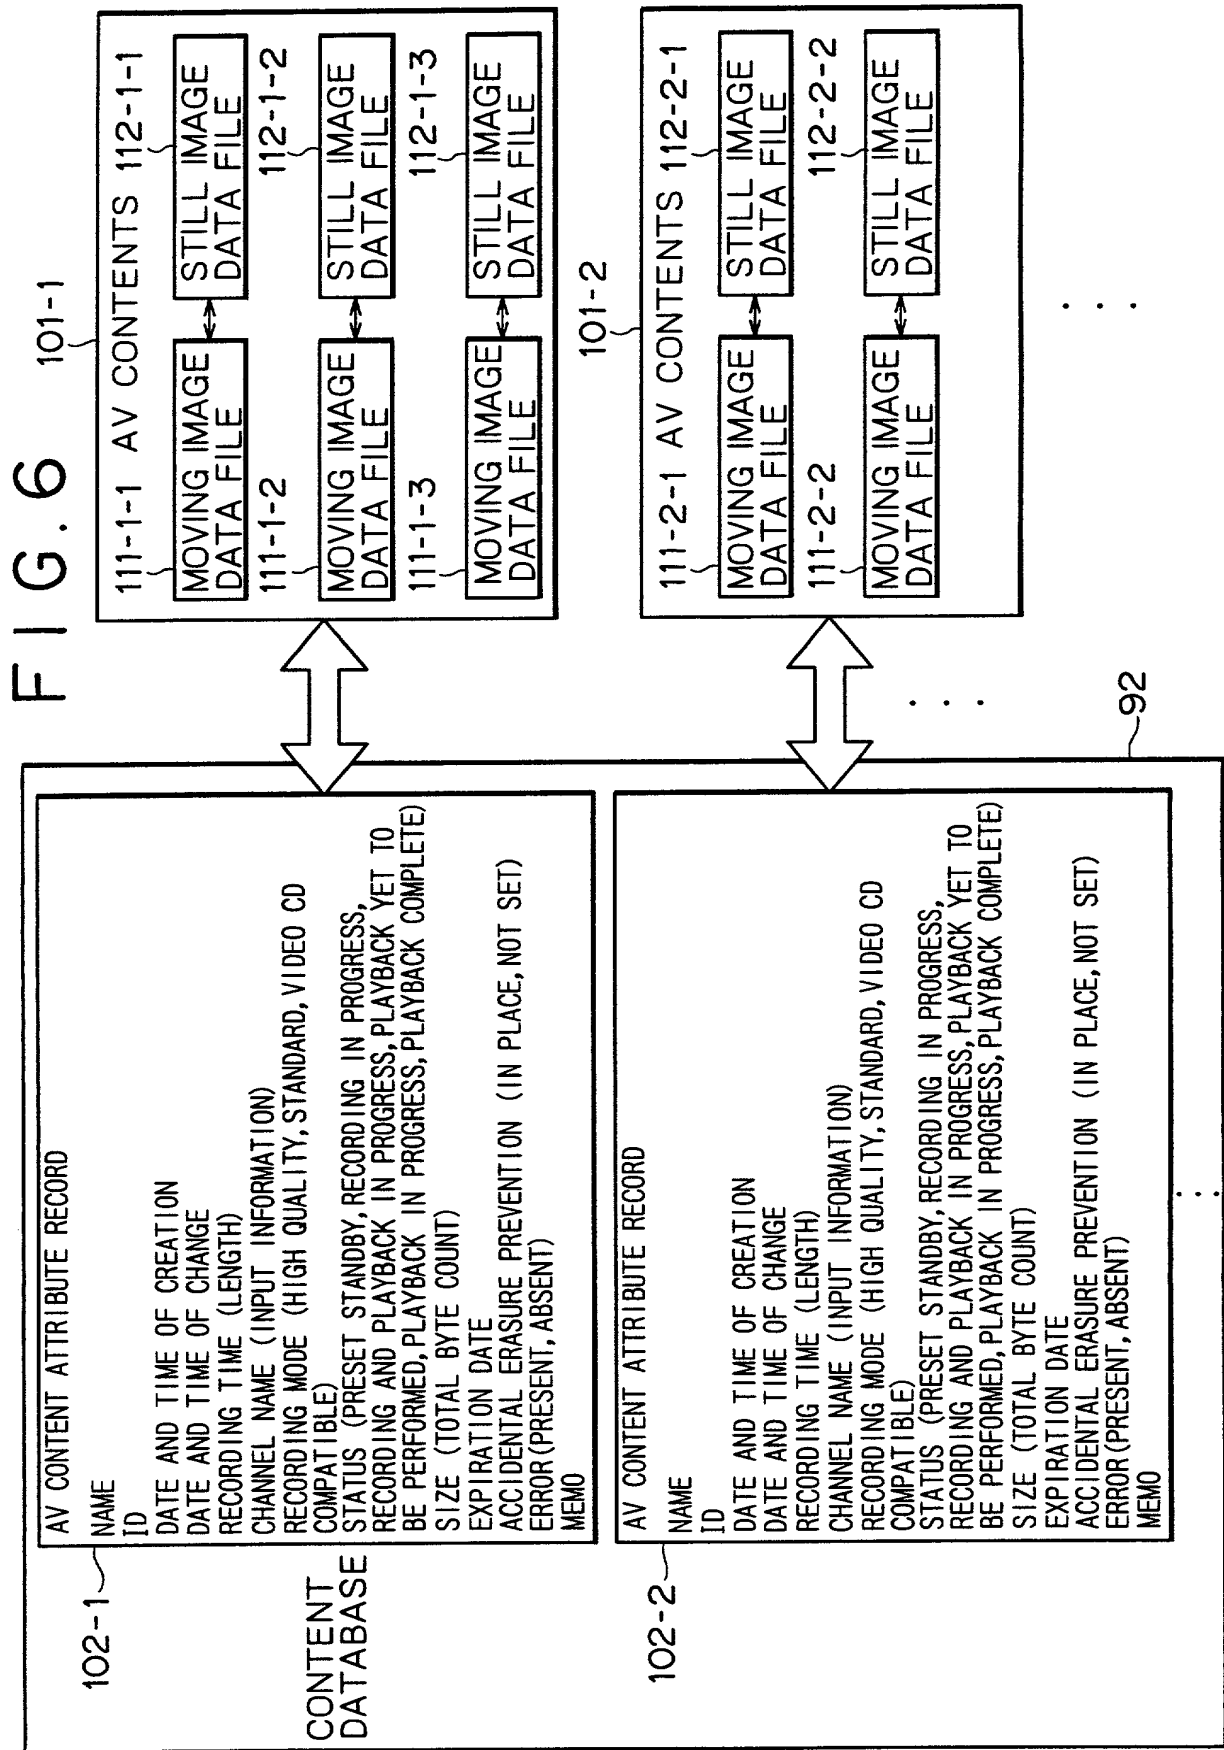 FIG.6
102-1
AV CONTENT ATTRIBUTE RECORD
NAME
ID
DATE AND TIME OF CREATION
DATE AND TIME OF CHANGE
RECORDING TIME (LENGTH)
CHANNEL NAME (INPUT INFORMATION)
RECORDING MODE (HIGH QUALITY,STANDARD,VIDEO CD
COMPATIBLE)
STATUS (PRESET STANDBY,RECORDING IN PROGRESS,
RECORDING AND PLAYBACK IN PROGRESS,PLAYBACK YET TO
BE PERFORMED,PLAYBACK IN PROGRESS,PLAYBACK COMPLETE)
SIZE (TOTAL BYTE COUNT)
EXPIRATION DATE
ACCIDENTAL ERASURE PREVENTION (IN PLACE,NOT SET)
ERROR(PRESENT,ABSENT)
MEMO
CONTENT
DATABASE
102-2
AV CONTENT ATTRIBUTE RECORD
NAME
ID
DATE AND TIME OF CREATION
DATE AND TIME OF CHANGE
RECORDING TIME (LENGTH)
CHANNEL NAME (INPUT INFORMATION)
RECORDING MODE (HIGH QUALITY,STANDARD,VIDEO CD
COMPATIBLE)
STATUS (PRESET STANDBY,RECORDING IN PROGRESS,
RECORDING AND PLAYBACK IN PROGRESS,PLAYBACK YET TO
BE PERFORMED,PLAYBACK IN PROGRESS,PLAYBACK COMPLETE)
SIZE (TOTAL BYTE COUNT)
EXPIRATION DATE
ACCIDENTAL ERASURE PREVENTION (IN PLACE,NOT SET)
ERROR(PRESENT,ABSENT)
MEMO
...
92
...
101-1
111-1-1 AV CONTENTS 112-1-1
MOVING IMAGE
DATA FILE
STILL IMAGE
DATA FILE
111-1-2
112-1-2
MOVING IMAGE
DATA FILE
STILL IMAGE
DATA FILE
111-1-3
112-1-3
MOVING IMAGE
DATA FILE
STILL IMAGE
DATA FILE
101-2
111-2-1 AV CONTENTS 112-2-1
MOVING IMAGE
DATA FILE
STILL IMAGE
DATA FILE
111-2-2
112-2-2
MOVING IMAGE
DATA FILE
STILL IMAGE
DATA FILE
...